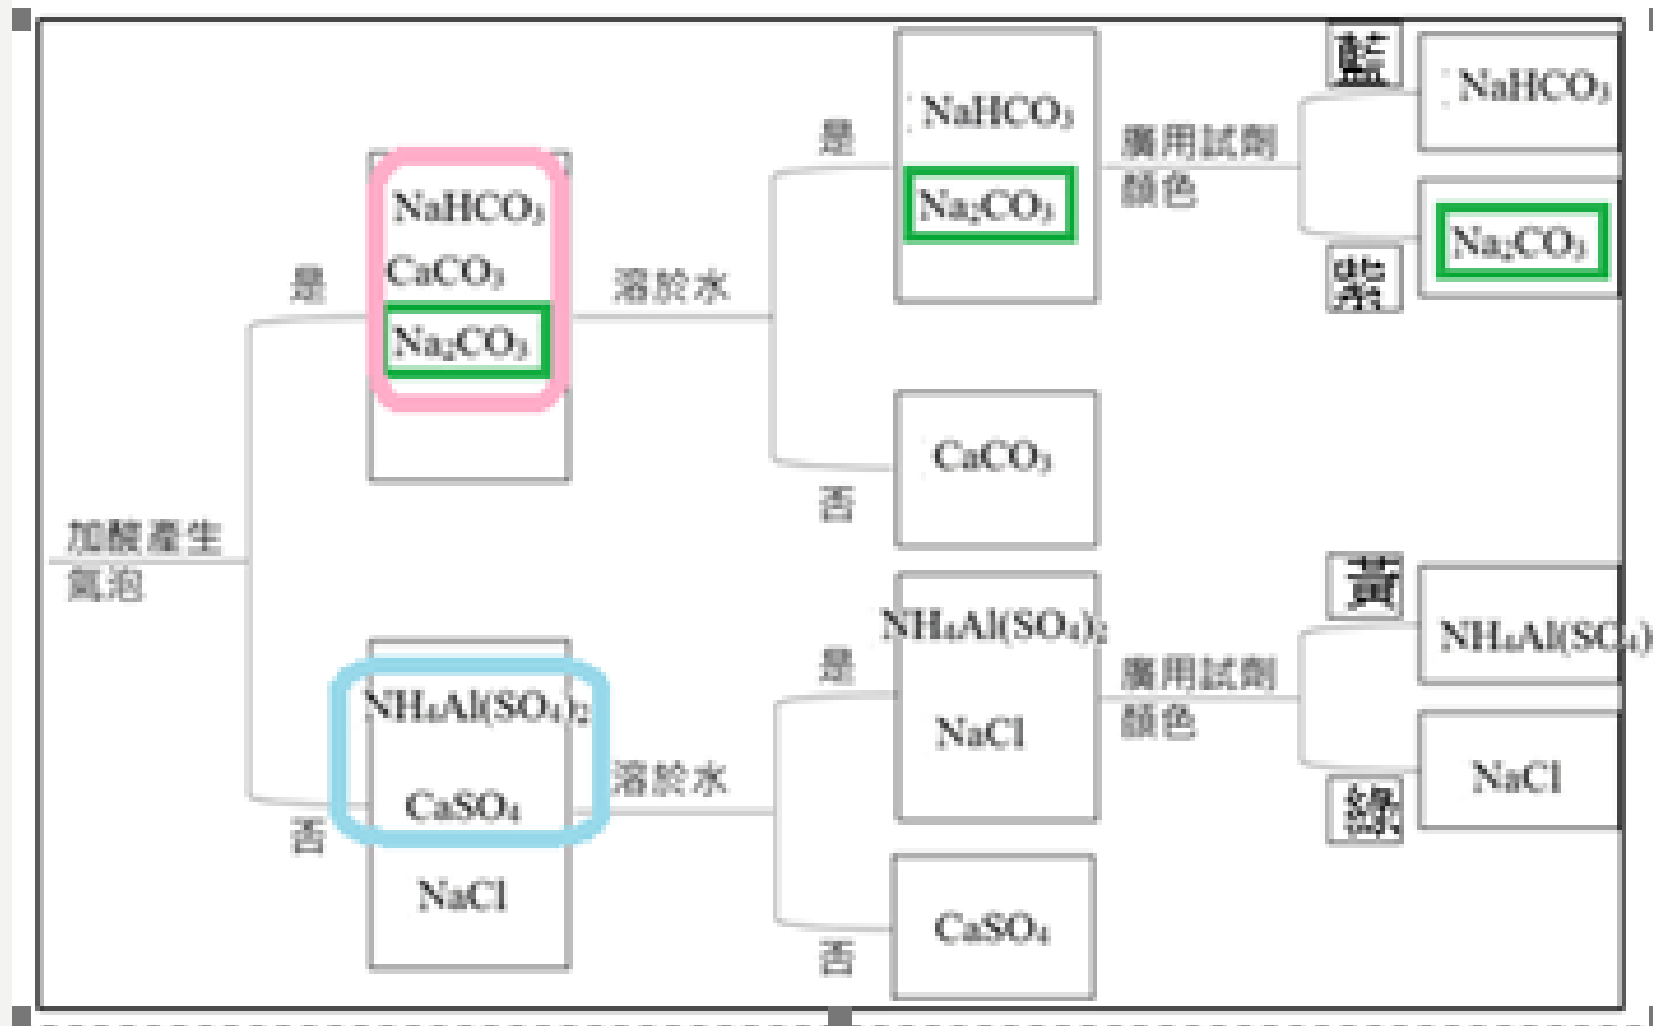 加酸產生
氣泡
是
NaHCO₃
CaCO₃
Na₂CO₃
溶於水
是
NaHCO₃
Na₂CO₃
廣用試劑
顏色
藍
NaHCO₃
紫
Na₂CO₃
否
CaCO₃
否
NH₄Al(SO₄)₂
CaSO₄
NaCl
溶於水
是
NH₄Al(SO₄)₂
NaCl
廣用試劑
顏色
黃
NH₄Al(SO₄)
綠
NaCl
否
CaSO₄